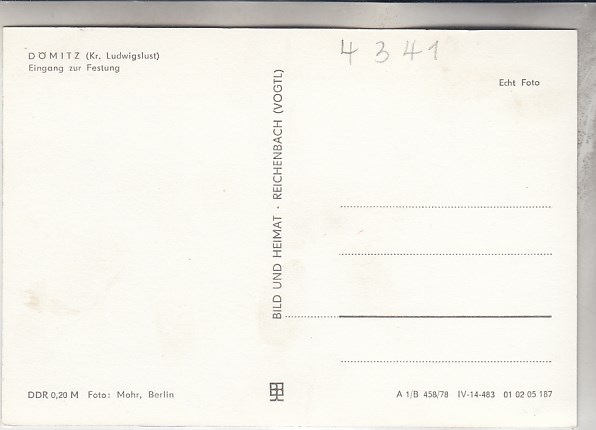 DÖMITZ (Kr. Ludwigslust)
Eingang zur Festung
4341
Echt Foto
BILD UND HEIMAT · REICHENBACH (VOGTL)
DDR 0,20 M Foto: Mohr, Berlin
A 1/B 458/78 IV-14-483 01 02 05 187